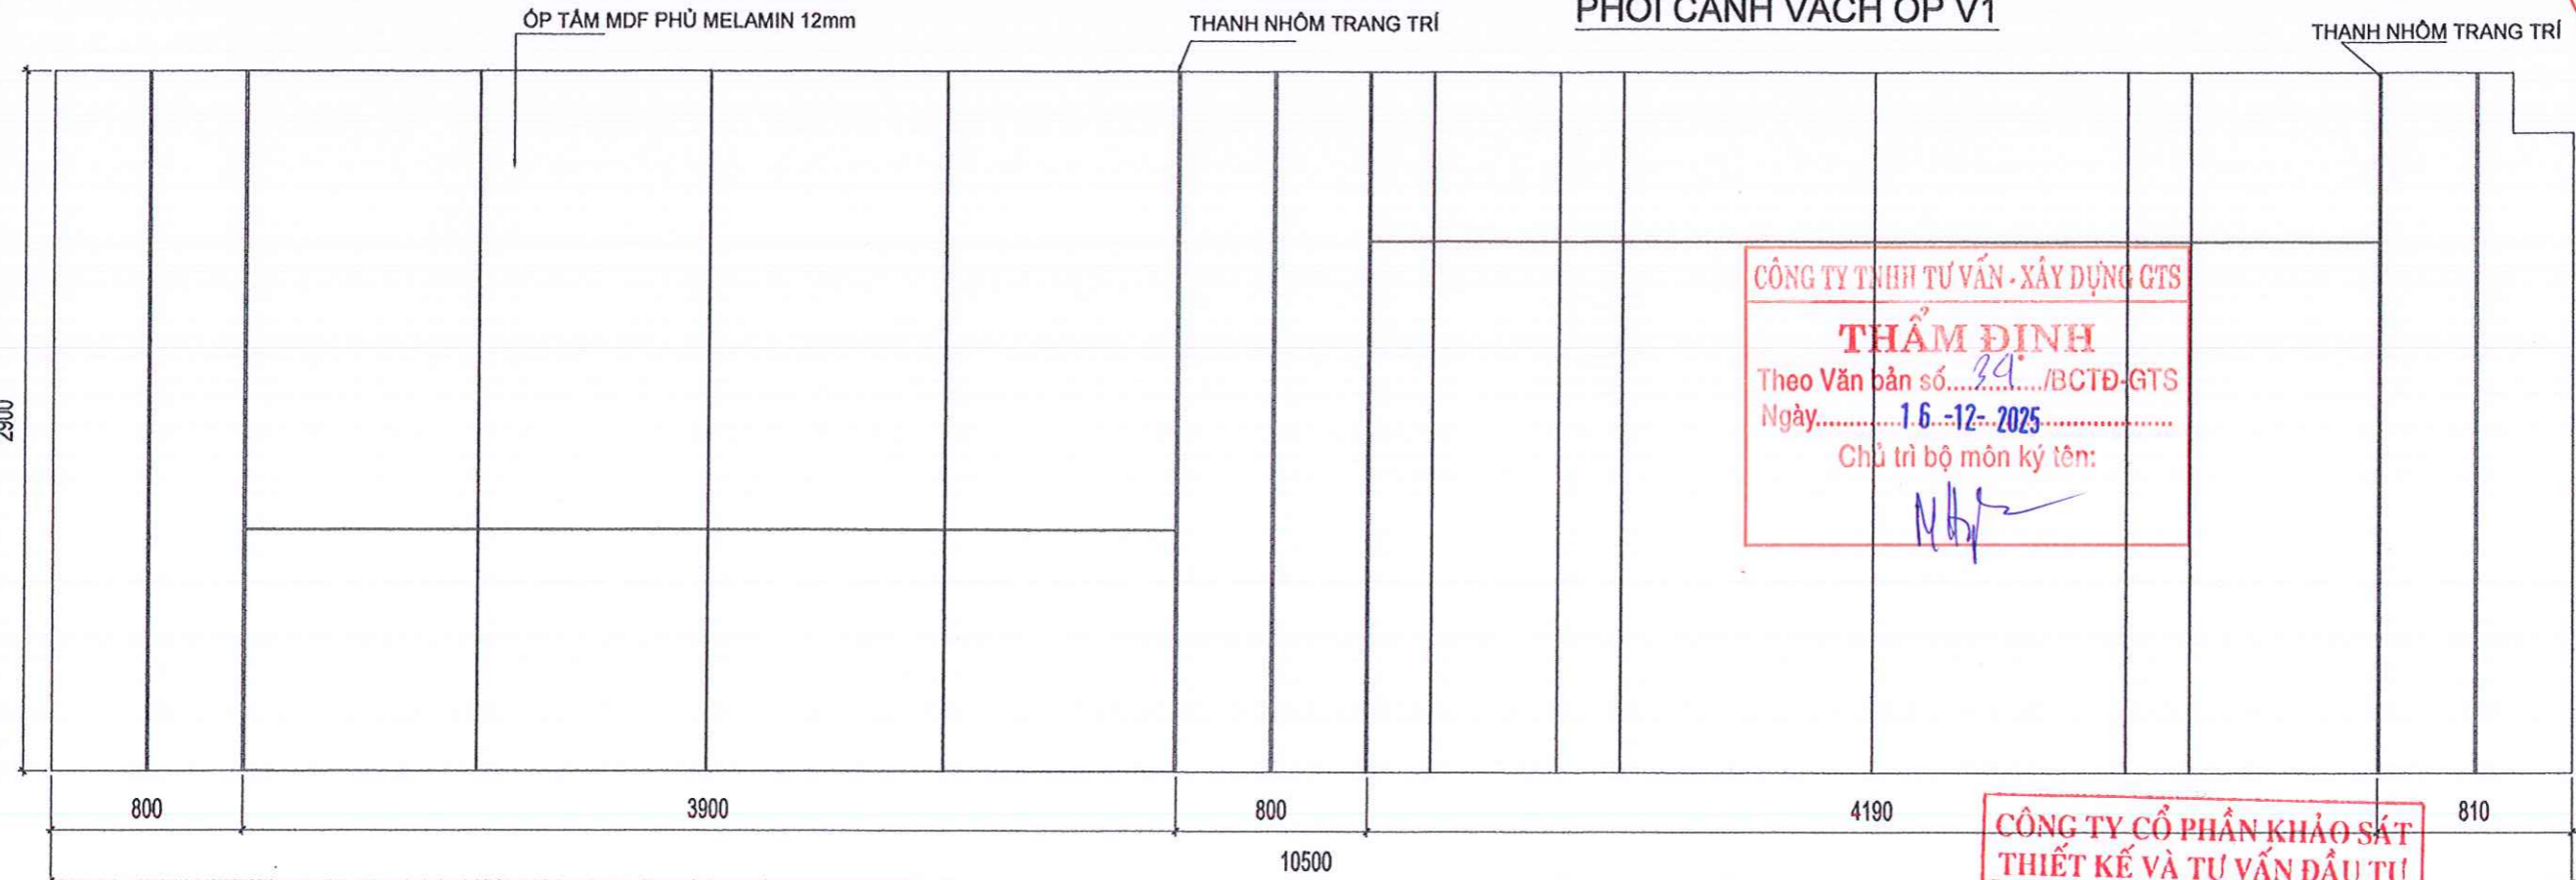 ỐP TẤM MDF PHỦ MELAMIN 12mm
THANH NHÔM TRANG TRÍ
PHỐI CẢNH VÁCH ỐP V1
THANH NHÔM TRANG TRÍ
2900
CÔNG TY TNHH TƯ VẤN - XÂY DỰNG GTS
THẨM ĐỊNH
Theo Văn bản số....39..../BCTĐ-GTS
Ngày............16 -12- 2025....................
Chủ trì bộ môn ký tên:
800
3900
800
4190
810
10500
CÔNG TY CỔ PHẦN KHẢO SÁT
THIẾT KẾ VÀ TƯ VẤN ĐẦU TƯ